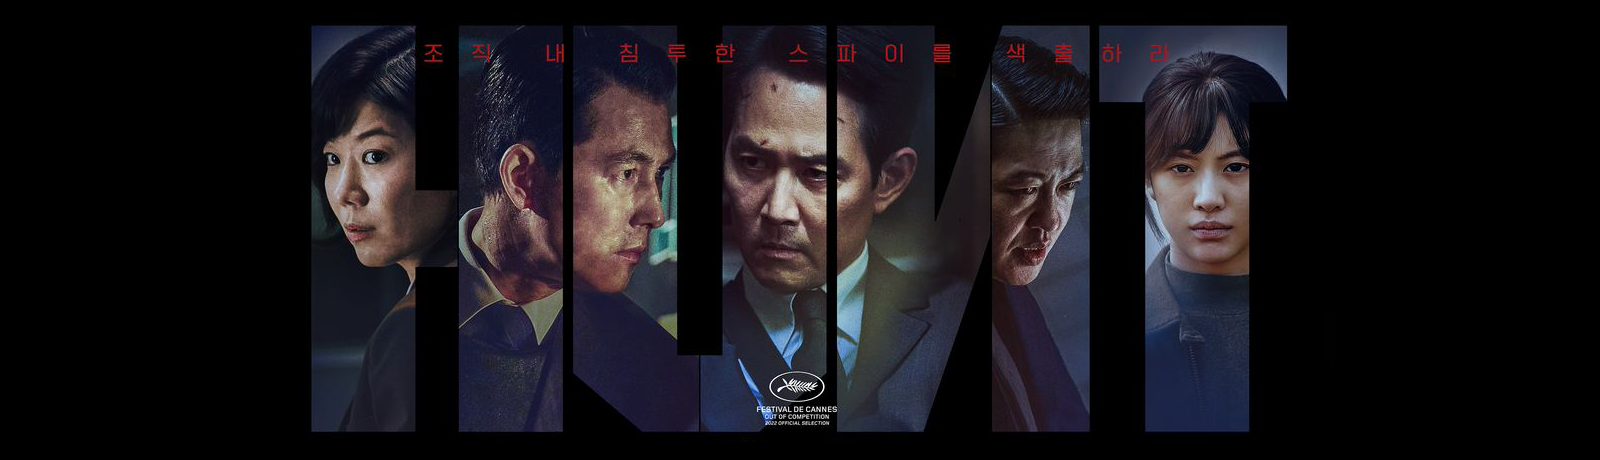 조직 내 침투한 스파이를 색출하라
HUNT
FESTIVAL DE CANNES
OUT OF COMPETITION
2022 OFFICIAL SELECTION